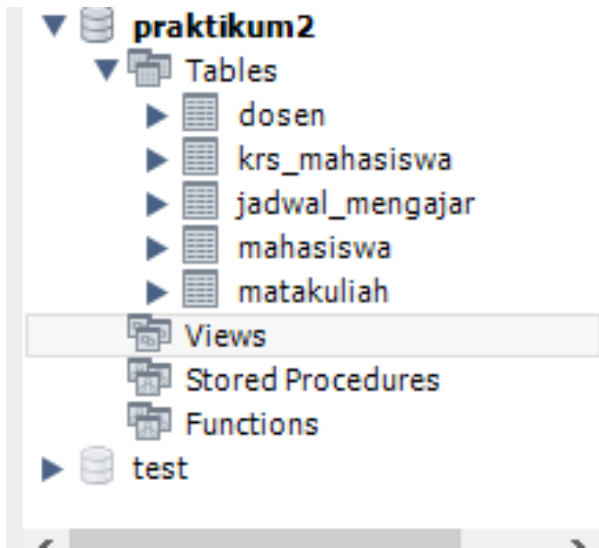 praktikum2
Tables
dosen
krs_mahasiswa
jadwal_mengajar
mahasiswa
matakuliah
Views
Stored Procedures
Functions
test